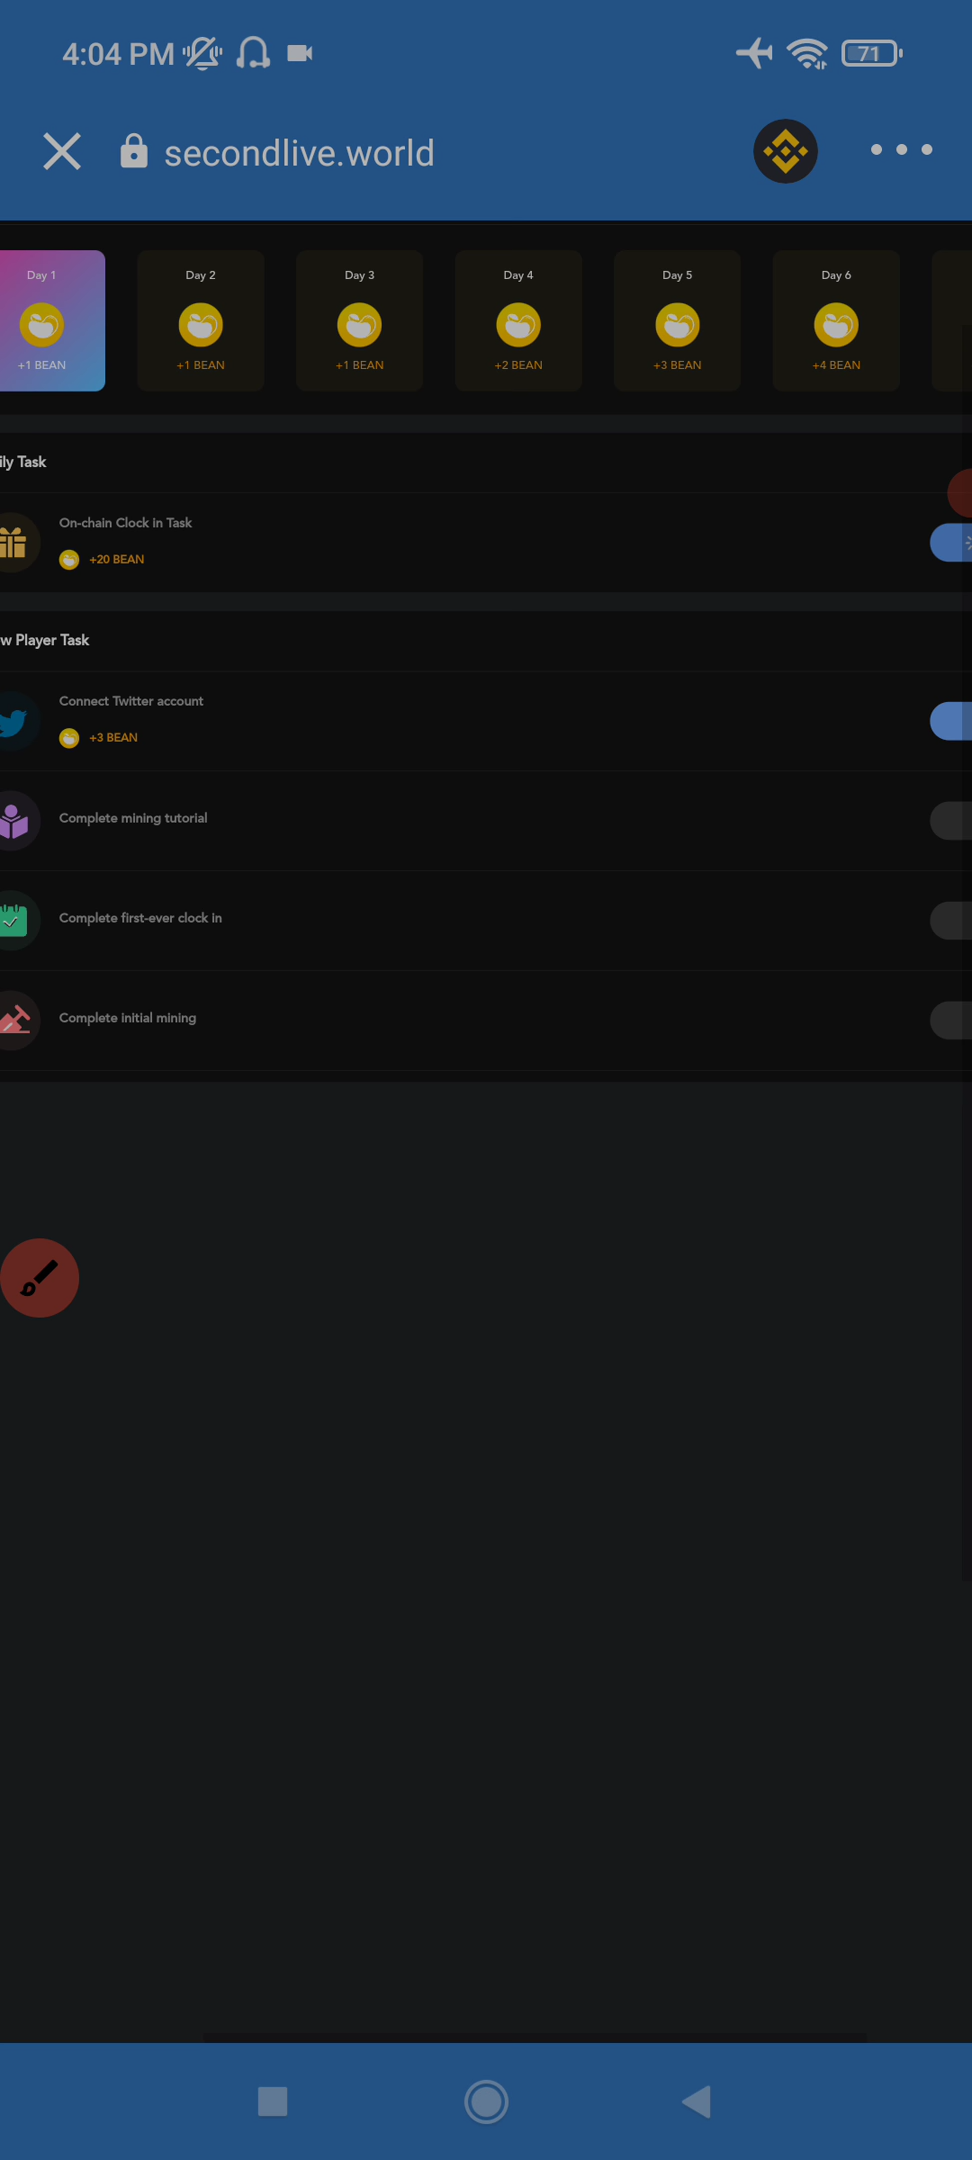 4:04 PM
71
secondlive.world
Day 1
Day 2
Day 3
Day 4
Day 5
Day 6
+1 BEAN
+1 BEAN
+1 BEAN
+2 BEAN
+3 BEAN
+4 BEAN
ily Task
On-chain Clock in Task
+20 BEAN
w Player Task
Connect Twitter account
+3 BEAN
Complete mining tutorial
Complete first-ever clock in
Complete initial mining